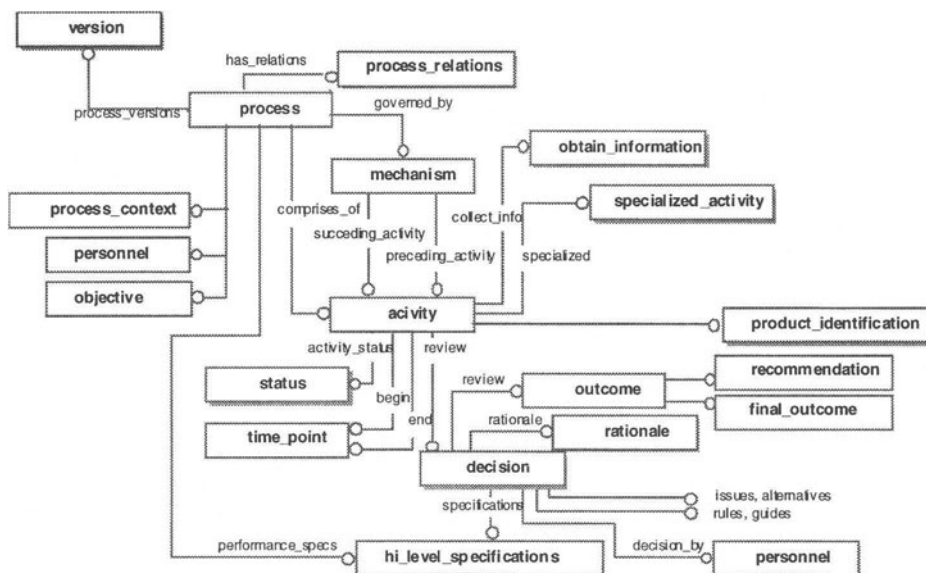 version
has_relations
process_relations
process_versions
process
governed_by
obtain_information
mechanism
process_context
comprises_of
collect_info
specialized_activity
succeding_activity
personnel
preceding_activity
specialized
objective
acivity
product_identification
activity_status
review
status
begin
review
outcome
recommendation
end
final_outcome
time_point
rationale
rationale
decision
specifications
issues, alternatives
rules, guides
performance_specs
hi_level_specifications
decision_by
personnel